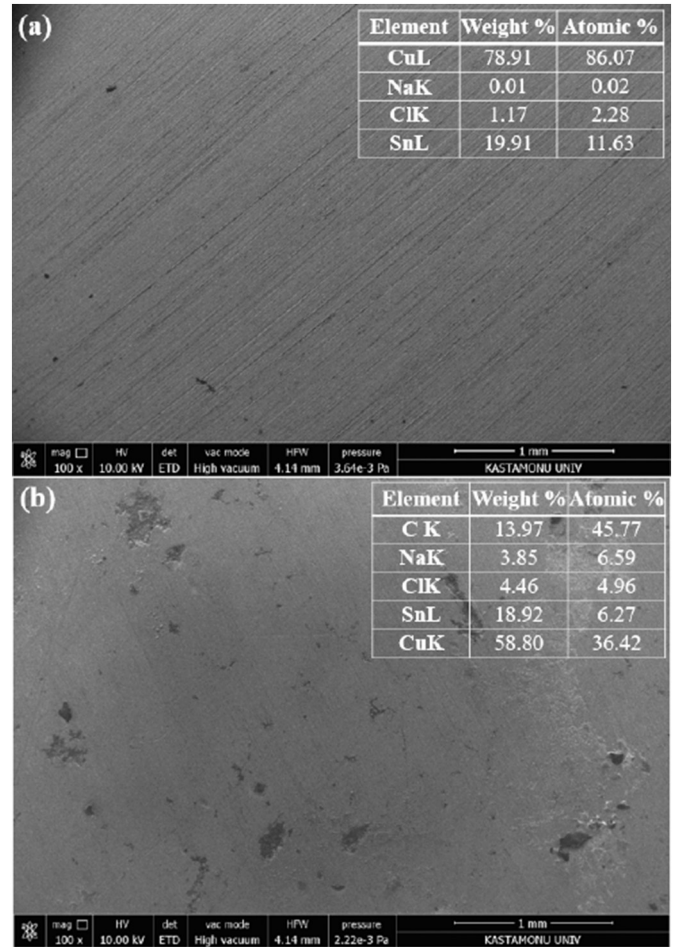 (a)
Element Weight % Atomic %
CuL 78.91 86.07
NaK 0.01 0.02
ClK 1.17 2.28
SnL 19.91 11.63
mag HV det vac mode HFW pressure 1 mm
100 x 10.00 kV ETD High vacuum 4.14 mm 3.64e-3 Pa KASTAMONU UNIV
(b)
Element Weight % Atomic %
C K 13.97 45.77
NaK 3.85 6.59
ClK 4.46 4.96
SnL 18.92 6.27
CuK 58.80 36.42
mag HV det vac mode HFW pressure 1 mm
100 x 10.00 kV ETD High vacuum 4.14 mm 2.22e-3 Pa KASTAMONU UNIV